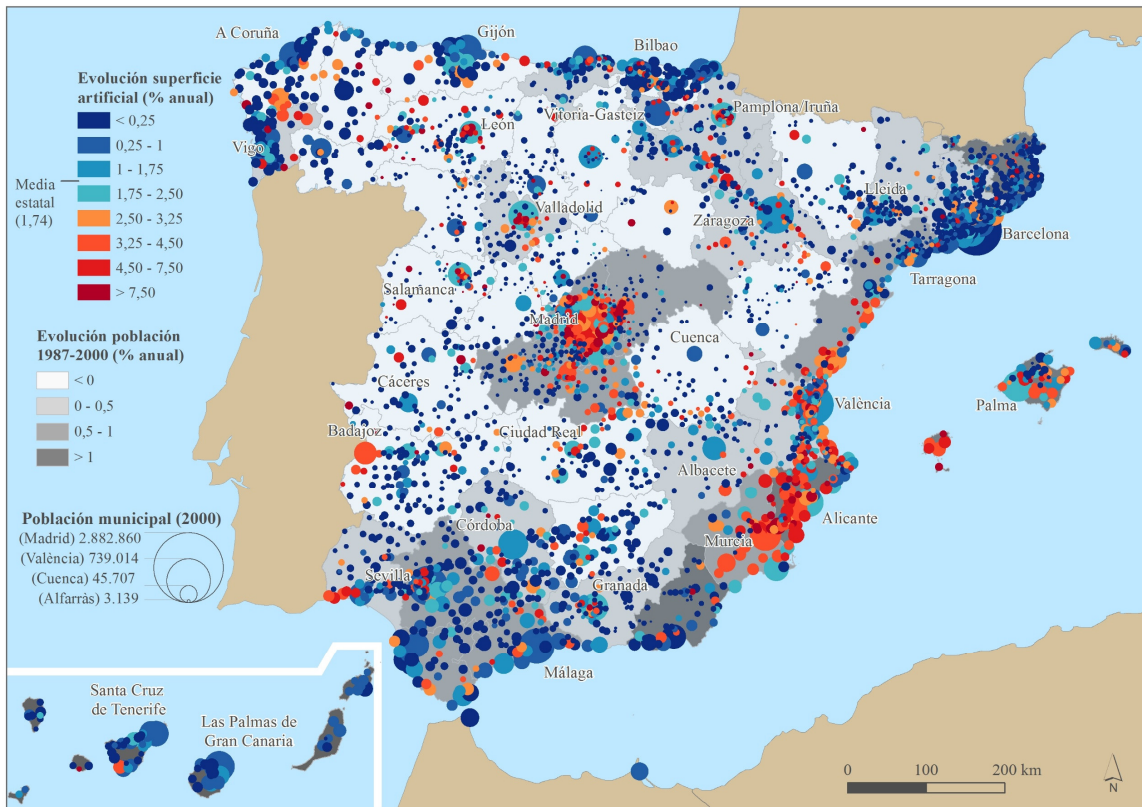 A Coruña
Gijón
Bilbao
Evolución superficie
artificial (% anual)
< 0,25
0,25 - 1
1 - 1,75
1,75 - 2,50
2,50 - 3,25
3,25 - 4,50
4,50 - 7,50
> 7,50
Media
estatal
(1,74)
Vigo
León
Vitoria-Gasteiz
Pamplona/Iruña
Valladolid
Zaragoza
Lleida
Barcelona
Tarragona
Salamanca
Madrid
Cuenca
Evolución población
1987-2000 (% anual)
< 0
0 - 0,5
0,5 - 1
> 1
Cáceres
València
Palma
Badajoz
Ciudad Real
Albacete
Alicante
Población municipal (2000)
(Madrid) 2.882.860
(València) 739.014
(Cuenca) 45.707
(Alfarràs) 3.139
Córdoba
Murcia
Sevilla
Granada
Málaga
Santa Cruz
de Tenerife
Las Palmas de
Gran Canaria
0 100 200 km
N